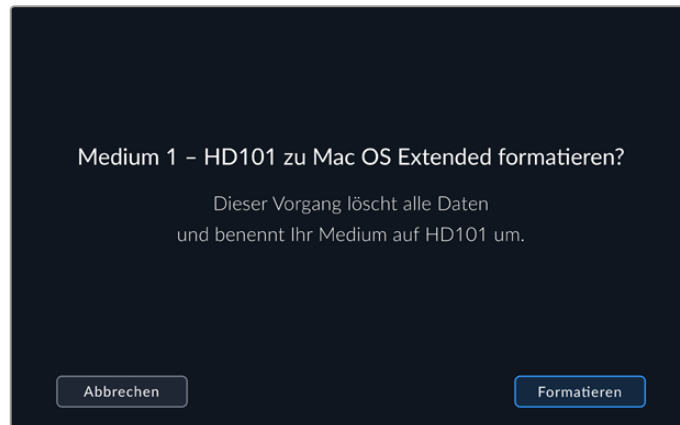 Medium 1 – HD101 zu Mac OS Extended formatieren?
Dieser Vorgang löscht alle Daten
und benennt Ihr Medium auf HD101 um.
Abbrechen
Formatieren